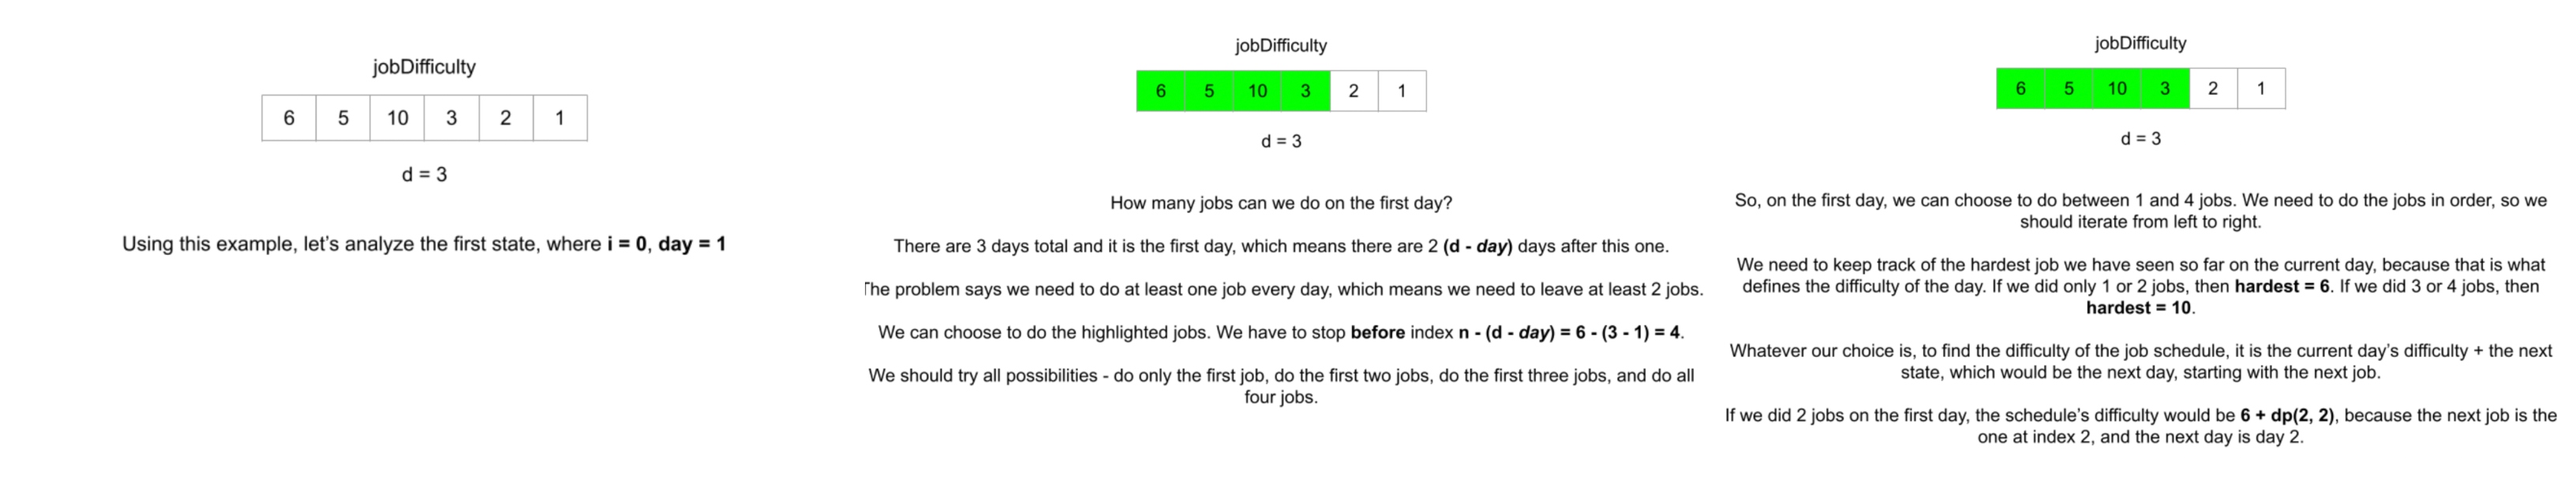 jobDifficulty
6 5 10 3 2 1
d = 3
Using this example, let's analyze the first state, where i = 0, day = 1
jobDifficulty
6 5 10 3 2 1
d = 3
How many jobs can we do on the first day?
There are 3 days total and it is the first day, which means there are 2 (d - day) days after this one.
The problem says we need to do at least one job every day, which means we need to leave at least 2 jobs.
We can choose to do the highlighted jobs. We have to stop before index n - (d - day) = 6 - (3 - 1) = 4.
We should try all possibilities - do only the first job, do the first two jobs, do the first three jobs, and do all
four jobs.
jobDifficulty
6 5 10 3 2 1
d = 3
So, on the first day, we can choose to do between 1 and 4 jobs. We need to do the jobs in order, so we
should iterate from left to right.
We need to keep track of the hardest job we have seen so far on the current day, because that is what
defines the difficulty of the day. If we did only 1 or 2 jobs, then hardest = 6. If we did 3 or 4 jobs, then
hardest = 10.
Whatever our choice is, to find the difficulty of the job schedule, it is the current day's difficulty + the next
state, which would be the next day, starting with the next job.
If we did 2 jobs on the first day, the schedule's difficulty would be 6 + dp(2, 2), because the next job is the
one at index 2, and the next day is day 2.